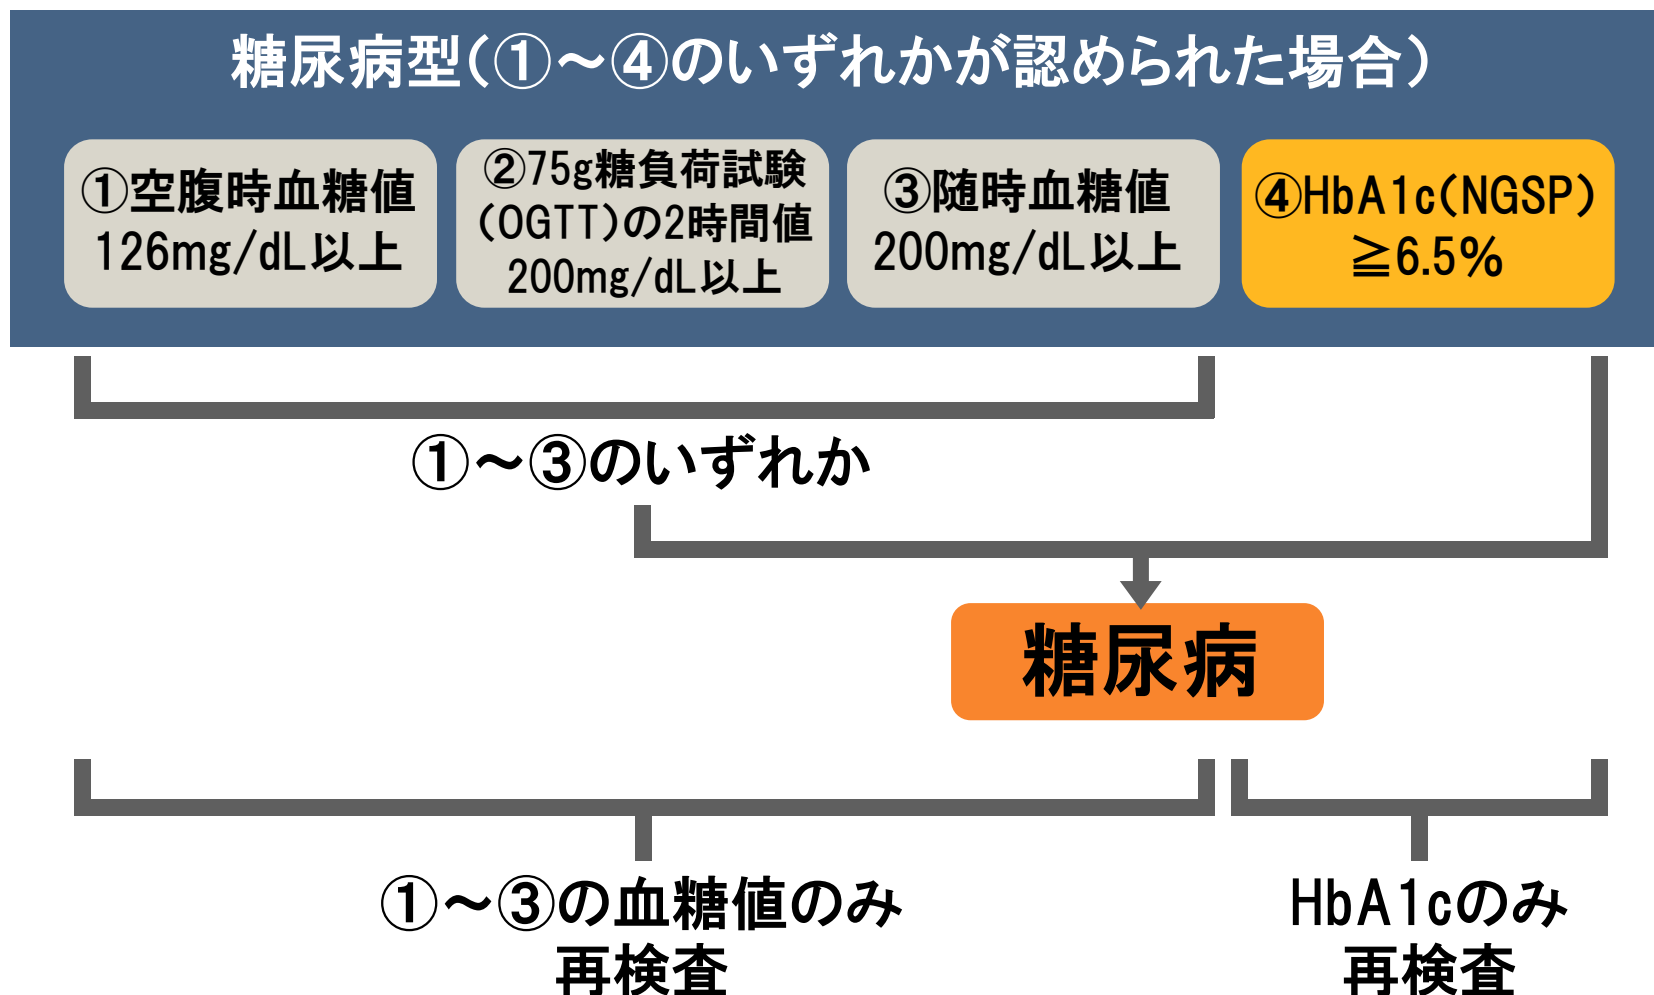 糖尿病型（①～④のいずれかが認められた場合）
①空腹時血糖値
126mg/dL以上
②75g糖負荷試験
（OGTT）の2時間値
200mg/dL以上
③随時血糖値
200mg/dL以上
④HbA1c（NGSP）
≧6.5％
①～③のいずれか
糖尿病
①～③の血糖値のみ
再検査
HbA1cのみ
再検査